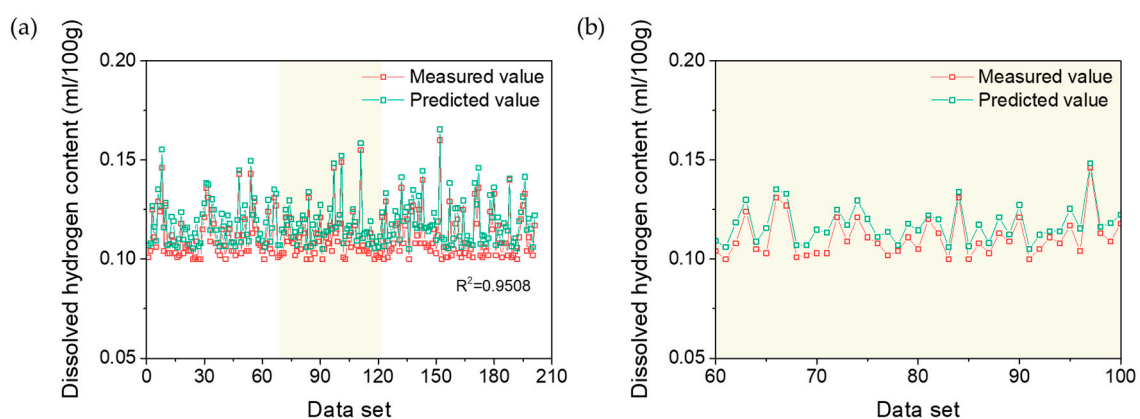 (a)
Dissolved hydrogen content (ml/100g)
0.20
0.15
0.10
0.05
Measured value
Predicted value
R²=0.9508
0 30 60 90 120 150 180 210
Data set
(b)
Dissolved hydrogen content (ml/100g)
0.20
0.15
0.10
0.05
Measured value
Predicted value
60 70 80 90 100
Data set